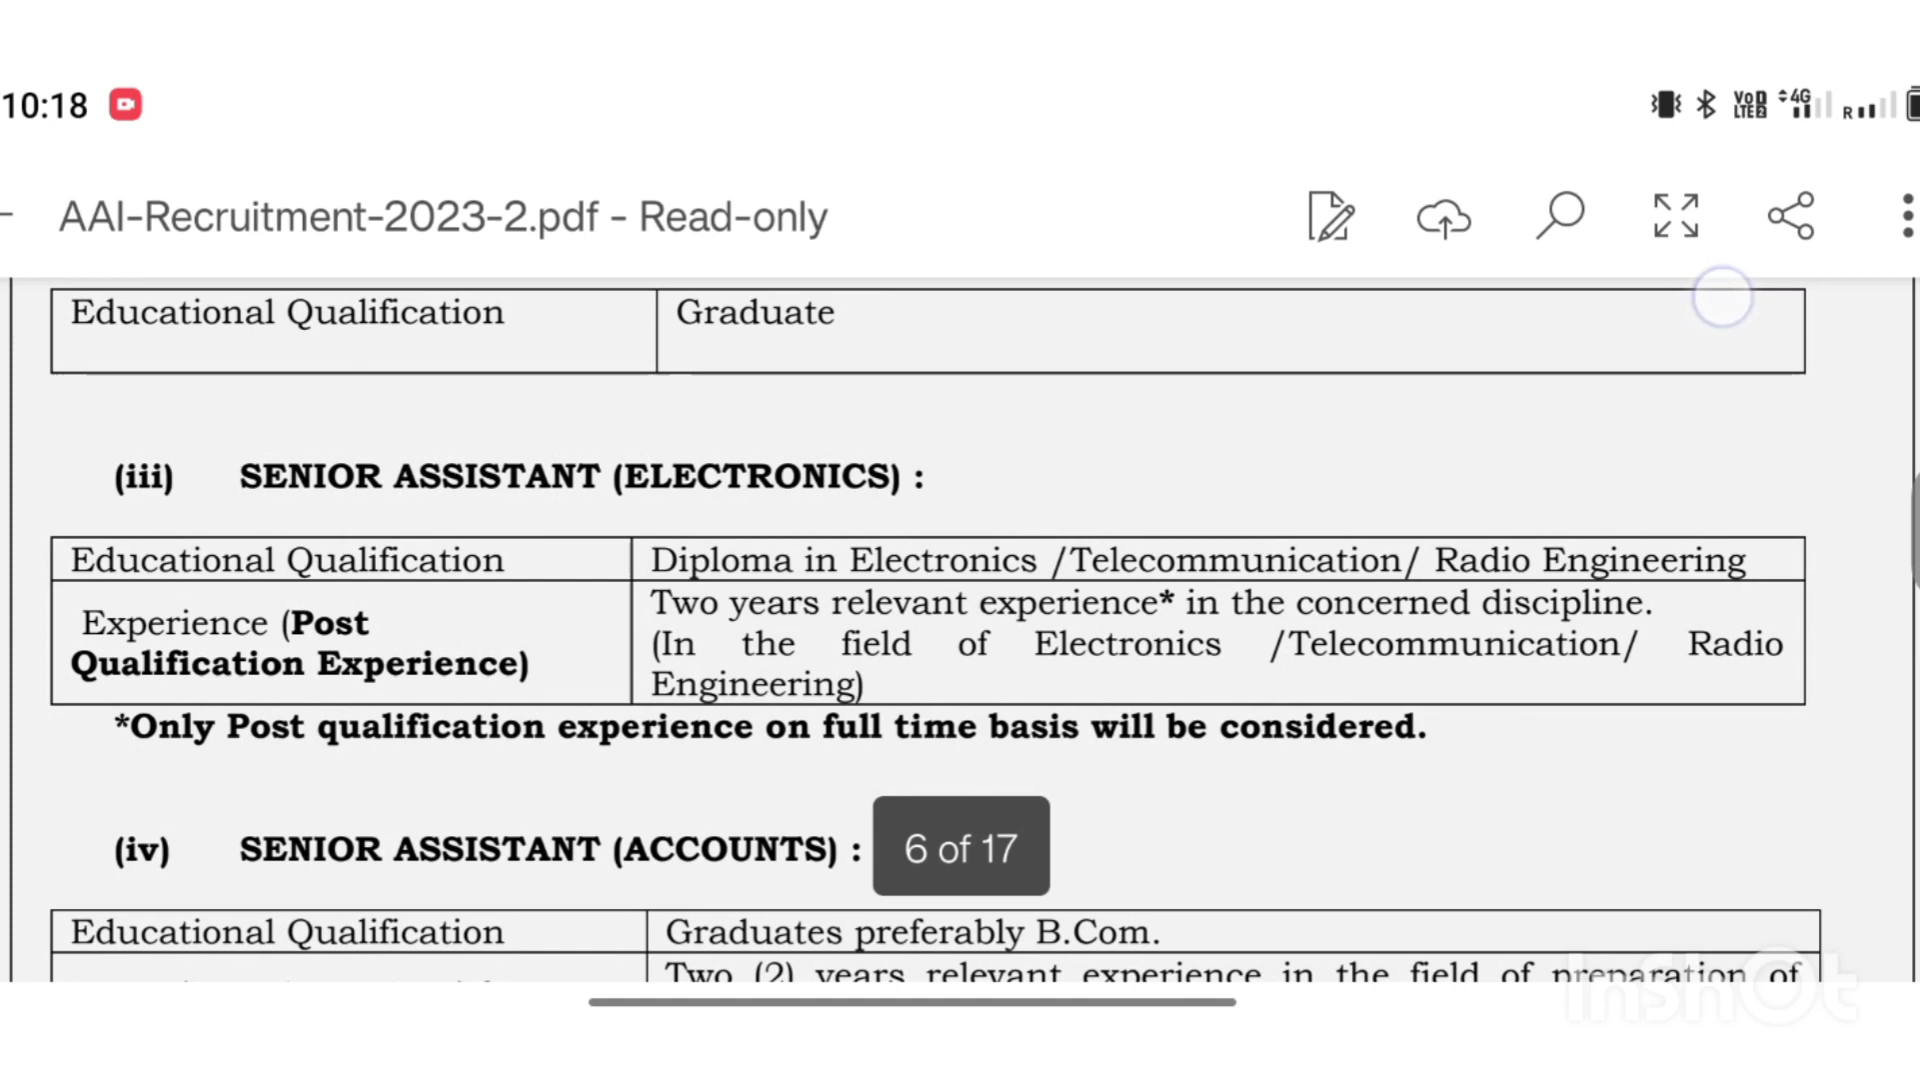 10:18
VoD LTE2 4G R
AAI-Recruitment-2023-2.pdf - Read-only
Educational Qualification Graduate
(iii) SENIOR ASSISTANT (ELECTRONICS) :
Educational Qualification Diploma in Electronics /Telecommunication/ Radio Engineering
Experience (Post Qualification Experience) Two years relevant experience* in the concerned discipline.
(In the field of Electronics /Telecommunication/ Radio
Engineering)
*Only Post qualification experience on full time basis will be considered.
(iv) SENIOR ASSISTANT (ACCOUNTS) :
6 of 17
Educational Qualification Graduates preferably B.Com.
Two (2) years relevant experience in the field of preparation of
InShOt